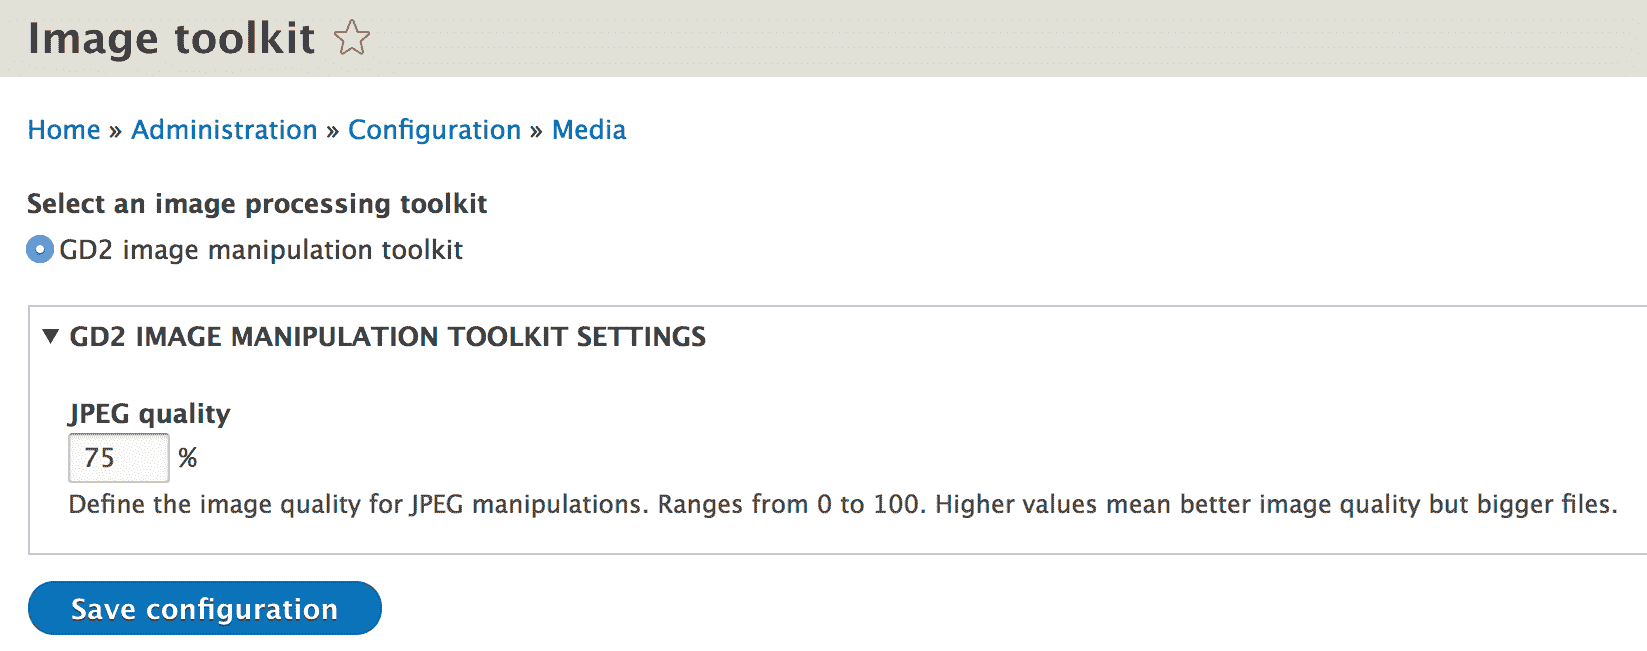 Image toolkit
Home » Administration » Configuration » Media
Select an image processing toolkit
GD2 image manipulation toolkit
GD2 IMAGE MANIPULATION TOOLKIT SETTINGS
JPEG quality
75 %
Define the image quality for JPEG manipulations. Ranges from 0 to 100. Higher values mean better image quality but bigger files.
Save configuration